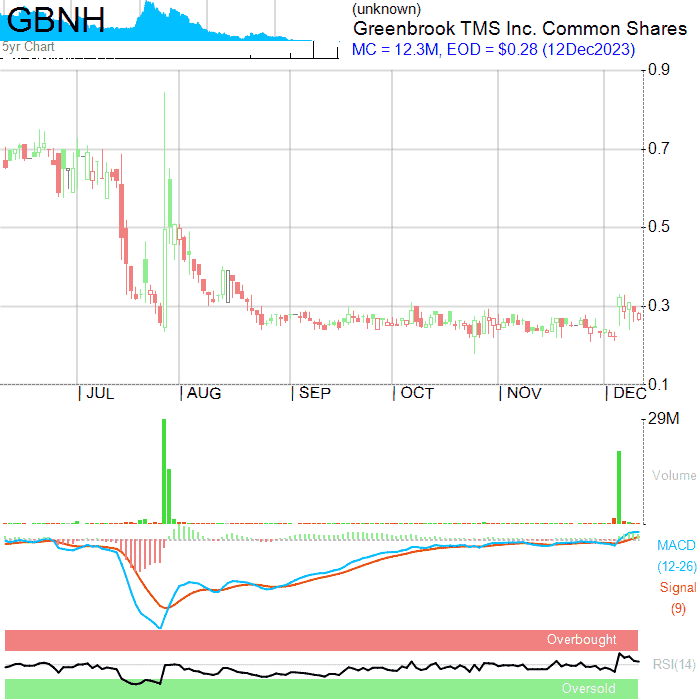 GBNH
5yr Chart
(unknown)
Greenbrook TMS Inc. Common Shares
MC = 12.3M, EOD = $0.28 (12Dec2023)
0.9
0.7
0.5
0.3
0.1
JUL AUG SEP OCT NOV DEC
29M
Volume
MACD
(12-26)
Signal
(9)
Overbought
RSI(14)
Oversold